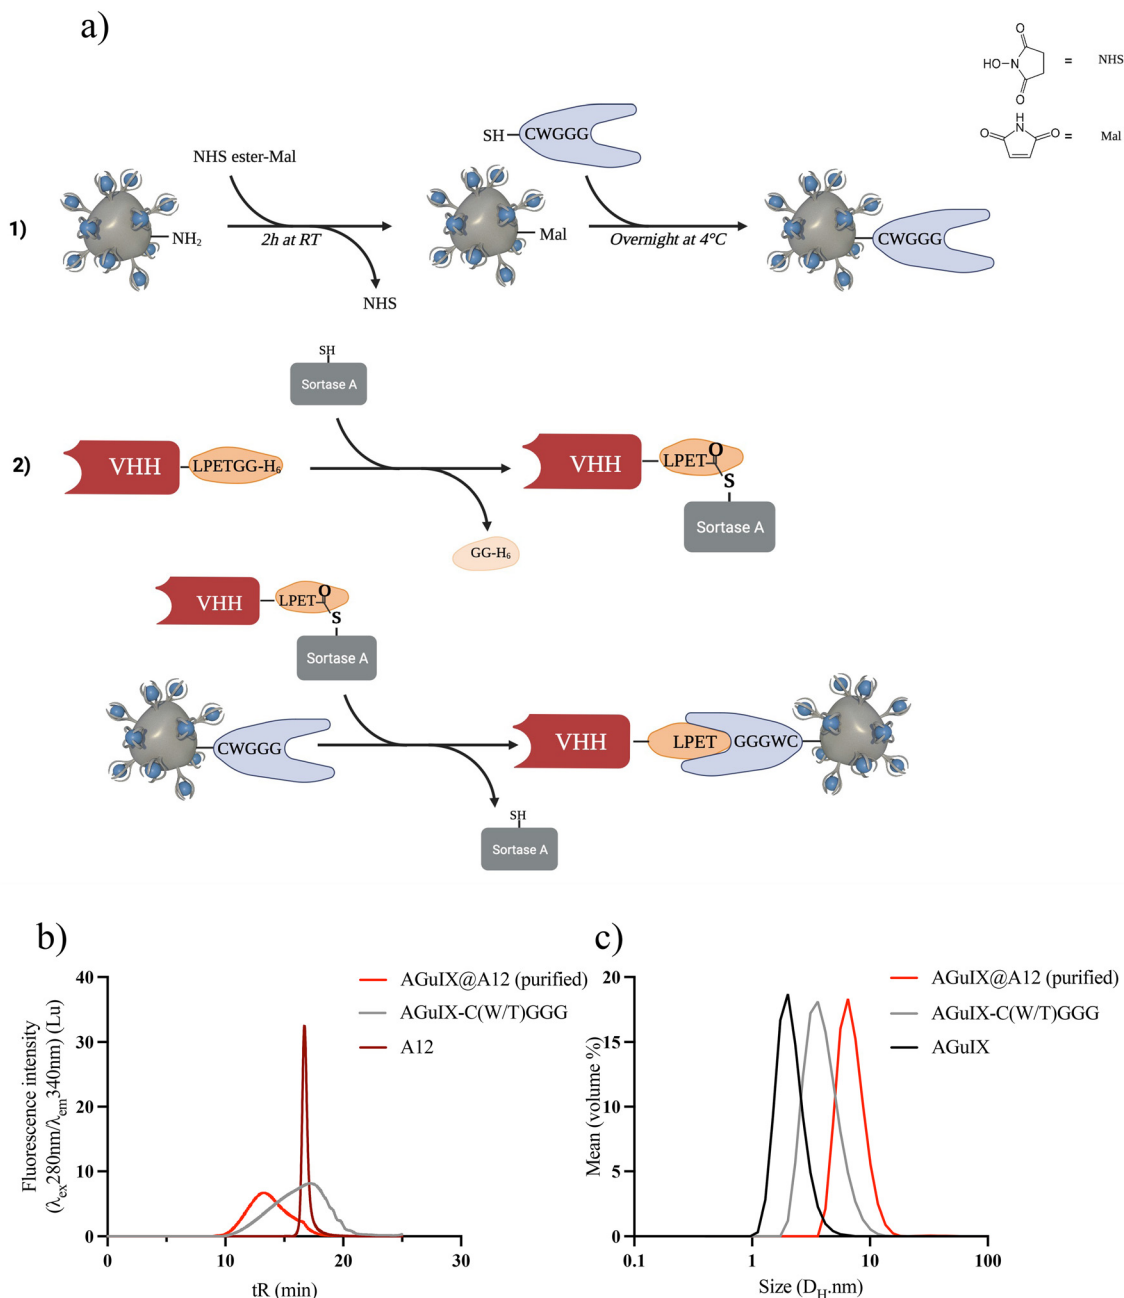 a)
HO
N
O
O
=
NHS
H
N
O
O
=
Mal
SH
CWGGG
NHS ester-Mal
1)
NH₂
2h at RT
NHS
Mal
Overnight at 4°C
CWGGG
SH
Sortase A
2)
VHH
LPETGG-H₆
GG-H₆
VHH
LPET
O
S
Sortase A
VHH
LPET
O
S
Sortase A
CWGGG
SH
Sortase A
VHH
LPET
GGGWC
b)
Fluorescence intensity
(λex280nm/λem340nm) (Lu)
40
30
20
10
0
0
10
20
30
tR (min)
AGuIX@A12 (purified)
AGuIX-C(W/T)GGG
A12
c)
Mean (volume %)
20
15
10
5
0
0.1
1
10
100
Size (D_H.nm)
AGuIX@A12 (purified)
AGuIX-C(W/T)GGG
AGuIX